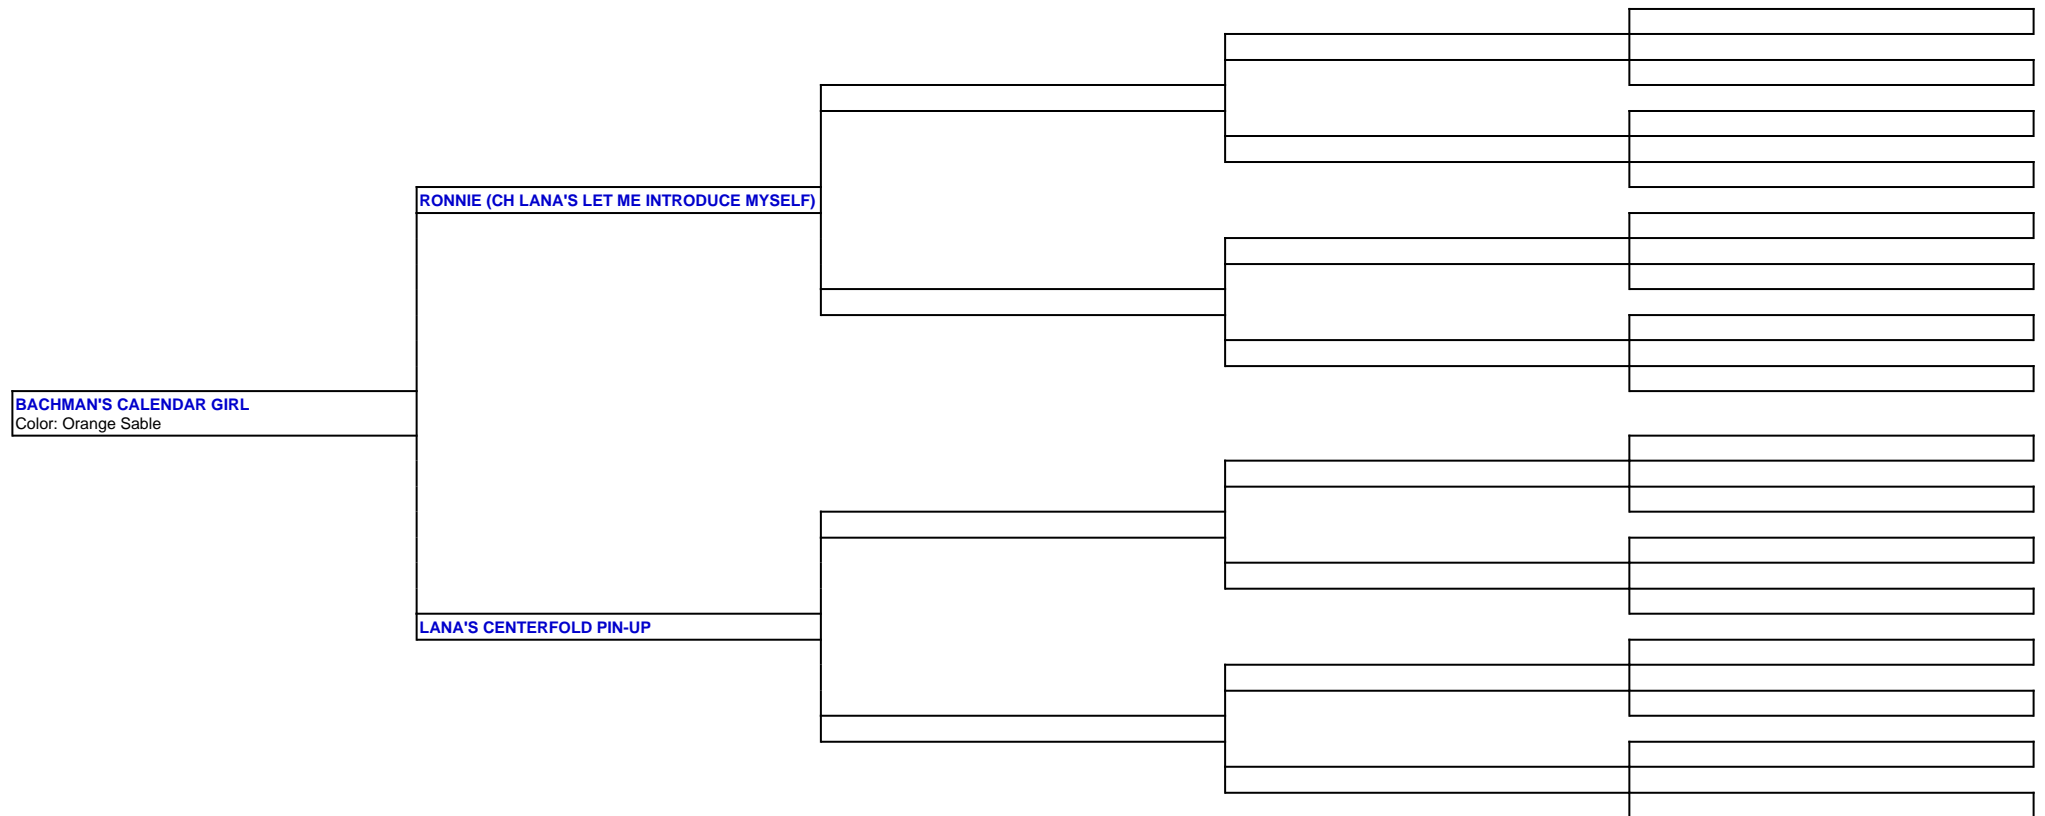 RONNIE (CH LANA'S LET ME INTRODUCE MYSELF)
BACHMAN'S CALENDAR GIRL
Color: Orange Sable
LANA'S CENTERFOLD PIN-UP